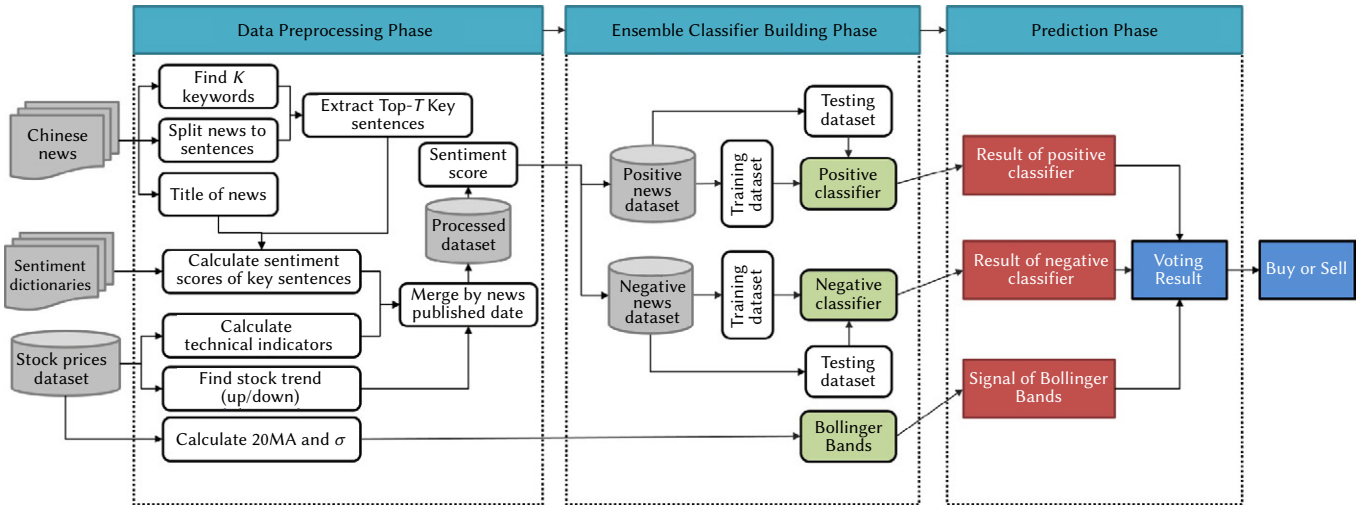 Data Preprocessing Phase
Ensemble Classifier Building Phase
Prediction Phase
Chinese
news
Find K
keywords
Split news to
sentences
Title of news
Extract Top-T Key
sentences
Sentiment
score
Processed
dataset
Sentiment
dictionaries
Calculate sentiment
scores of key sentences
Merge by news
published date
Stock prices
dataset
Calculate
technical indicators
Find stock trend
(up/down)
Calculate 20MA and σ
Testing
dataset
Positive
news
dataset
Training
dataset
Positive
classifier
Negative
news
dataset
Training
dataset
Negative
classifier
Testing
dataset
Bollinger
Bands
Result of positive
classifier
Result of negative
classifier
Signal of Bollinger
Bands
Voting
Result
Buy or Sell